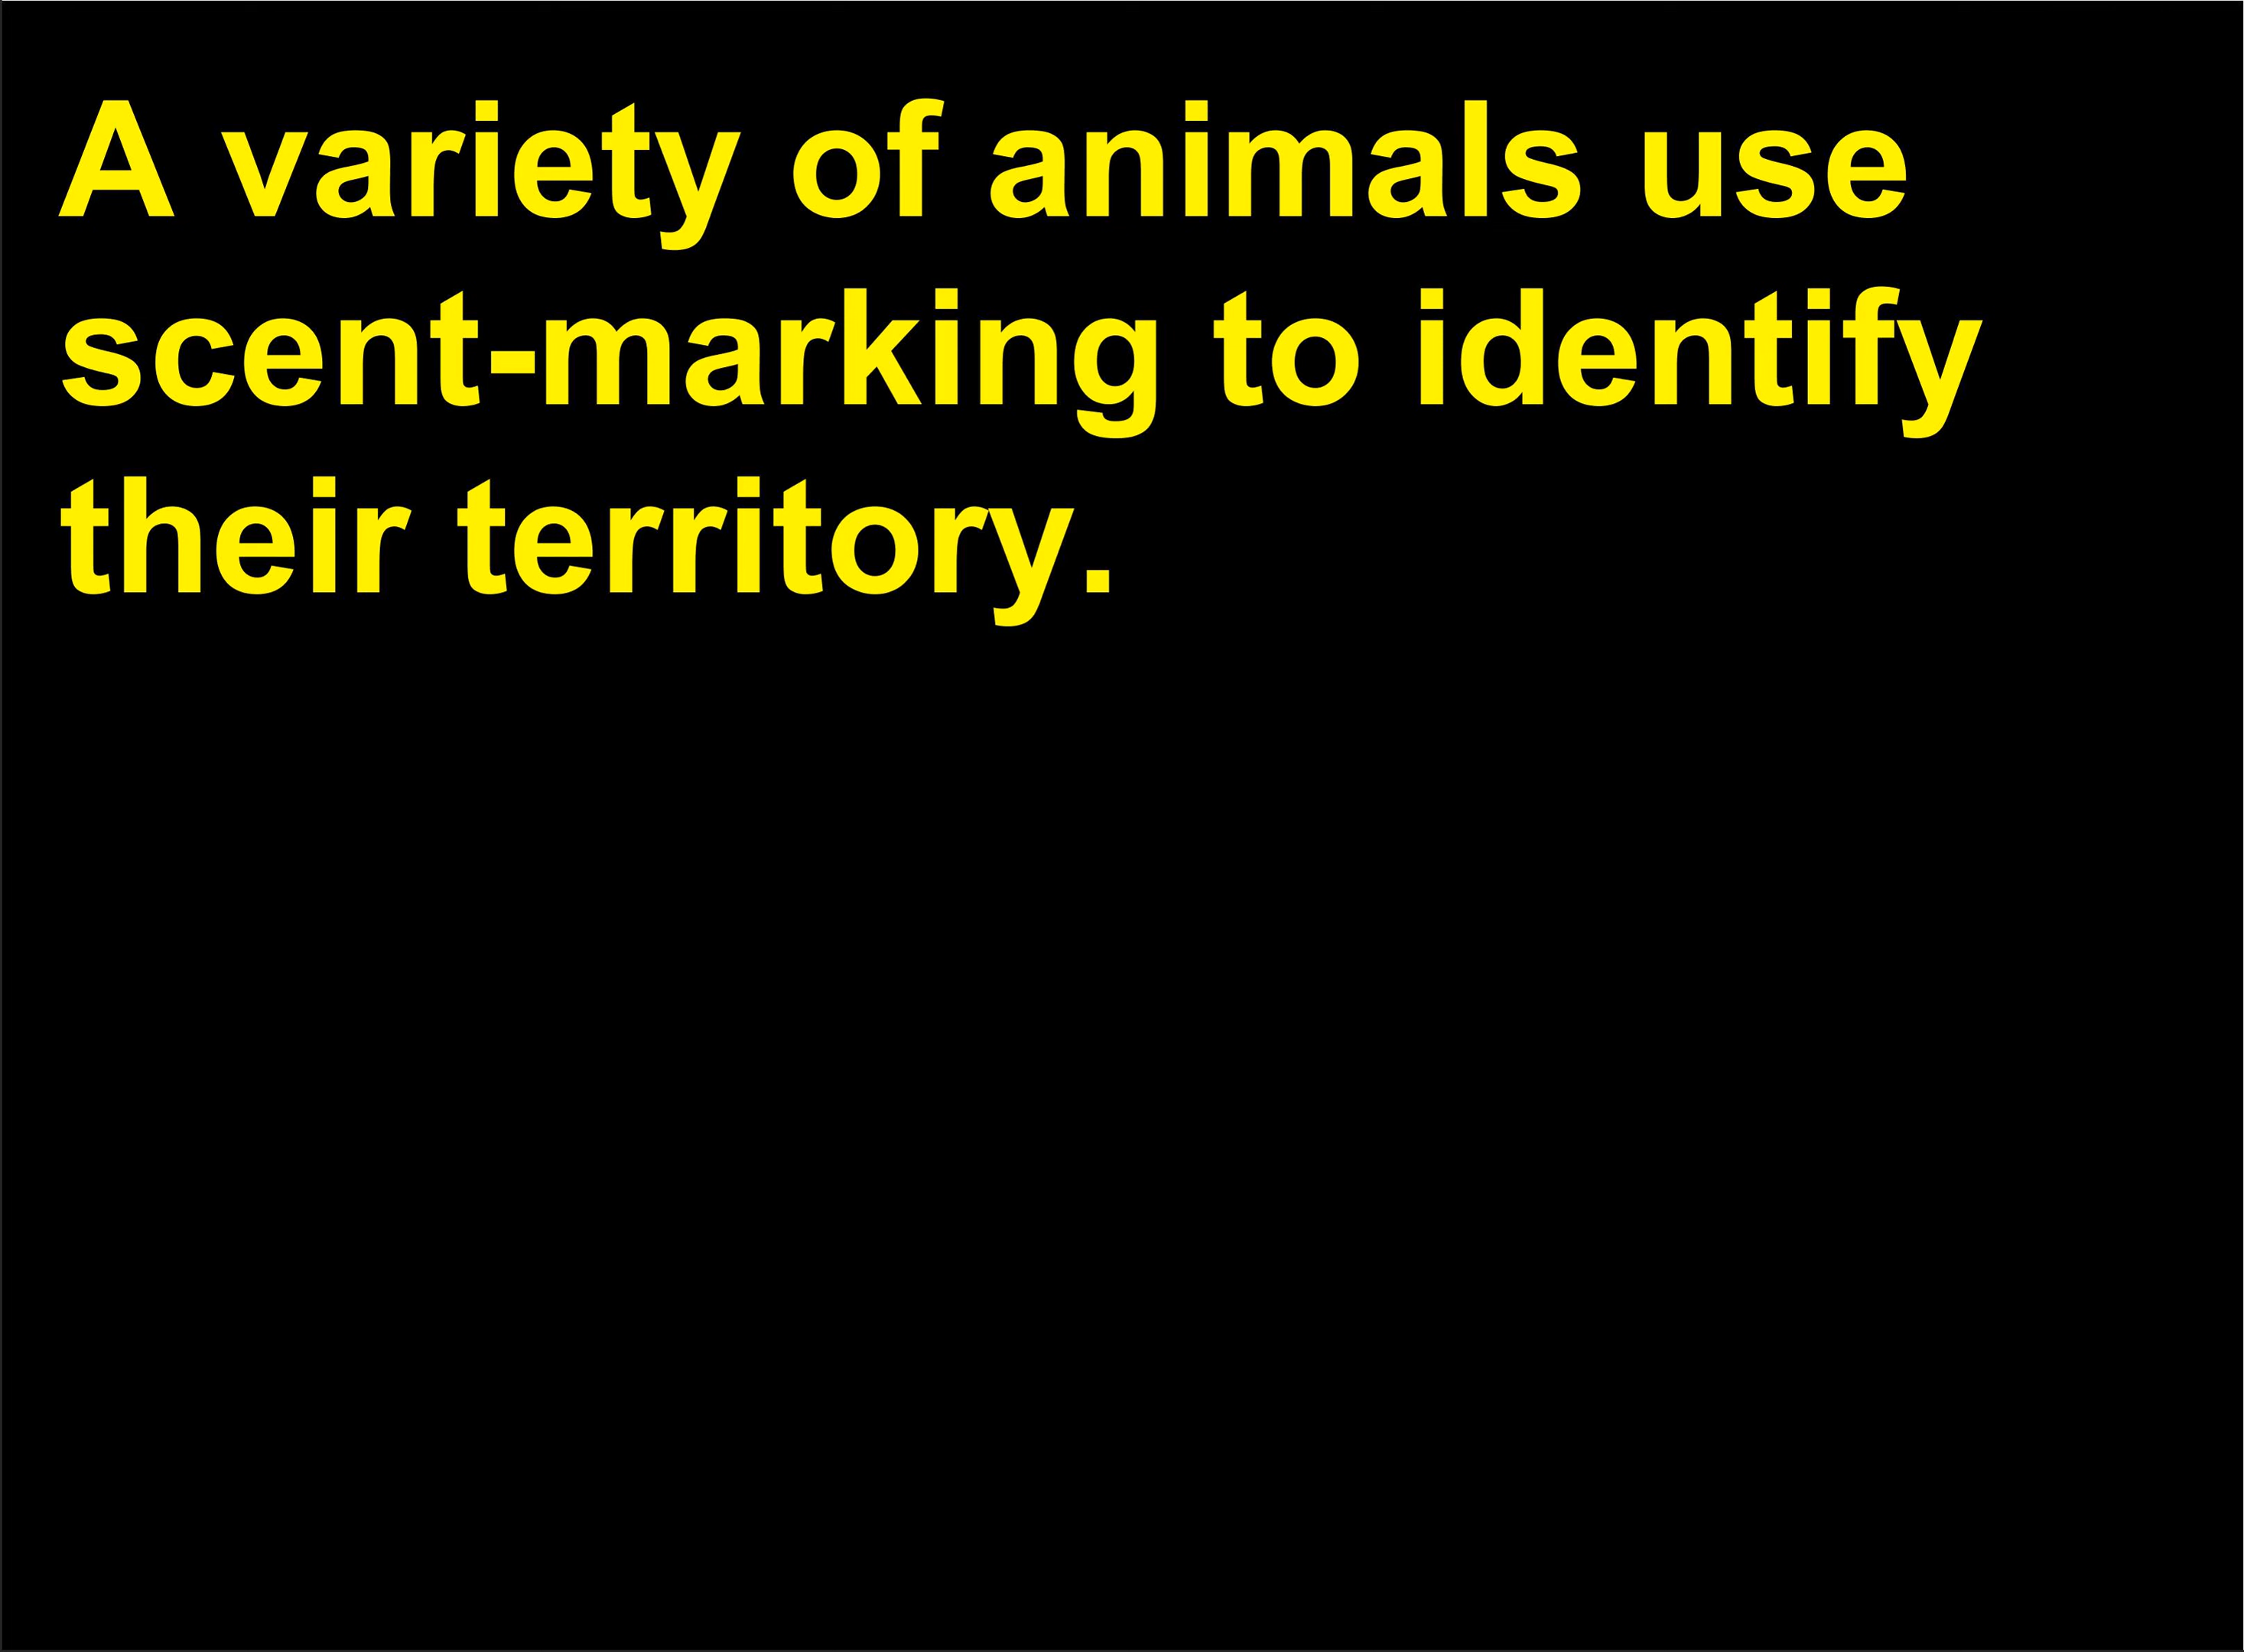 A variety of animals use
scent-marking to identify
their territory.